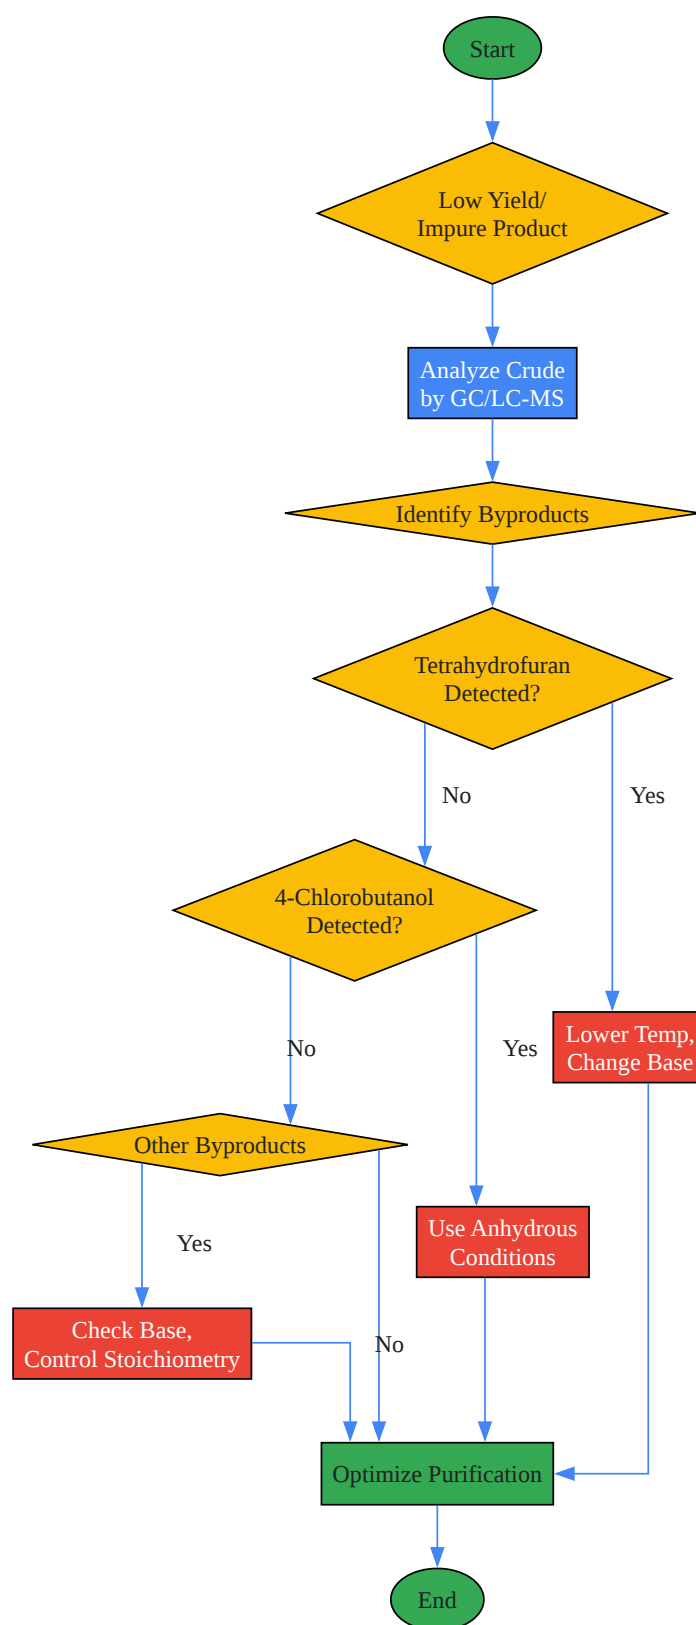 Start
Low Yield/
Impure Product
Analyze Crude
by GC/LC-MS
Identify Byproducts
Tetrahydrofuran
Detected?
No
Yes
4-Chlorobutanol
Detected?
No
Yes
Lower Temp,
Change Base
Other Byproducts
Yes
Use Anhydrous
Conditions
Check Base,
Control Stoichiometry
No
Optimize Purification
End